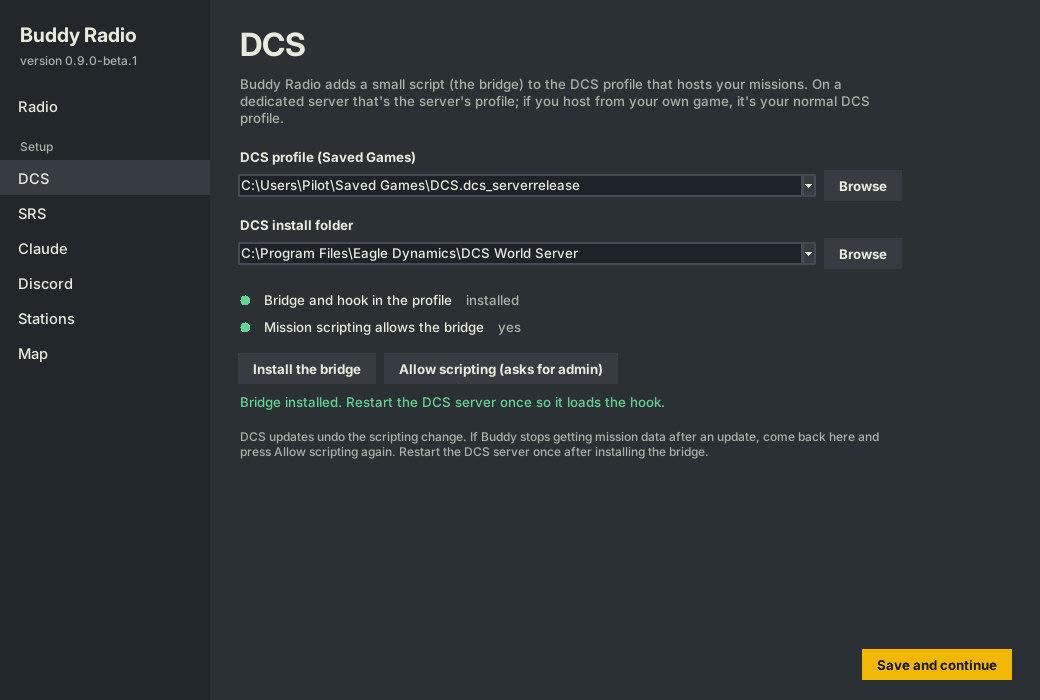 Buddy Radio
version 0.9.0-beta.1
Radio
Setup
DCS
SRS
Claude
Discord
Stations
Map
DCS
Buddy Radio adds a small script (the bridge) to the DCS profile that hosts your missions. On a
dedicated server that's the server's profile; if you host from your own game, it's your normal DCS
profile.
DCS profile (Saved Games)
C:\Users\Pilot\Saved Games\DCS.dcs_serverrelease
Browse
DCS install folder
C:\Program Files\Eagle Dynamics\DCS World Server
Browse
Bridge and hook in the profile installed
Mission scripting allows the bridge yes
Install the bridge
Allow scripting (asks for admin)
Bridge installed. Restart the DCS server once so it loads the hook.
DCS updates undo the scripting change. If Buddy stops getting mission data after an update, come back here and
press Allow scripting again. Restart the DCS server once after installing the bridge.
Save and continue